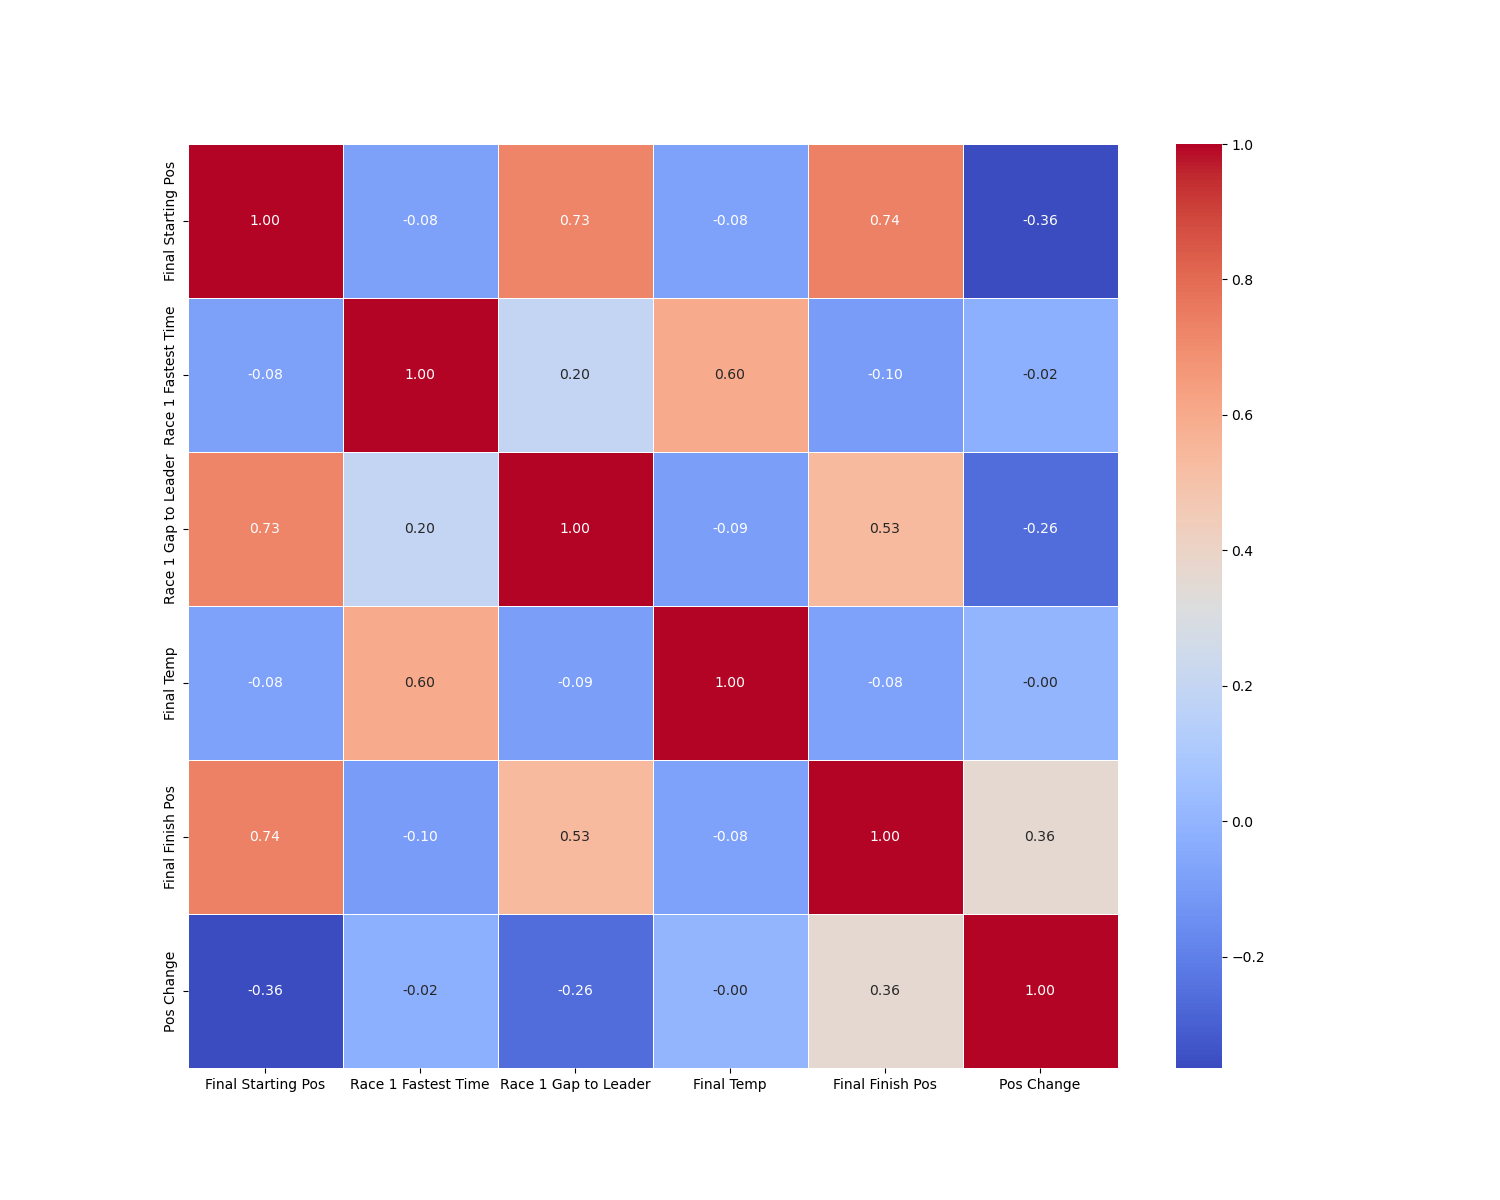 Final Starting Pos
1.00 -0.08 0.73 -0.08 0.74 -0.36
Race 1 Fastest Time
-0.08 1.00 0.20 0.60 -0.10 -0.02
Race 1 Gap to Leader
0.73 0.20 1.00 -0.09 0.53 -0.26
Final Temp
-0.08 0.60 -0.09 1.00 -0.08 -0.00
Final Finish Pos
0.74 -0.10 0.53 -0.08 1.00 0.36
Pos Change
-0.36 -0.02 -0.26 -0.00 0.36 1.00
Final Starting Pos Race 1 Fastest Time Race 1 Gap to Leader Final Temp Final Finish Pos Pos Change
1.0
0.8
0.6
0.4
0.2
0.0
−0.2